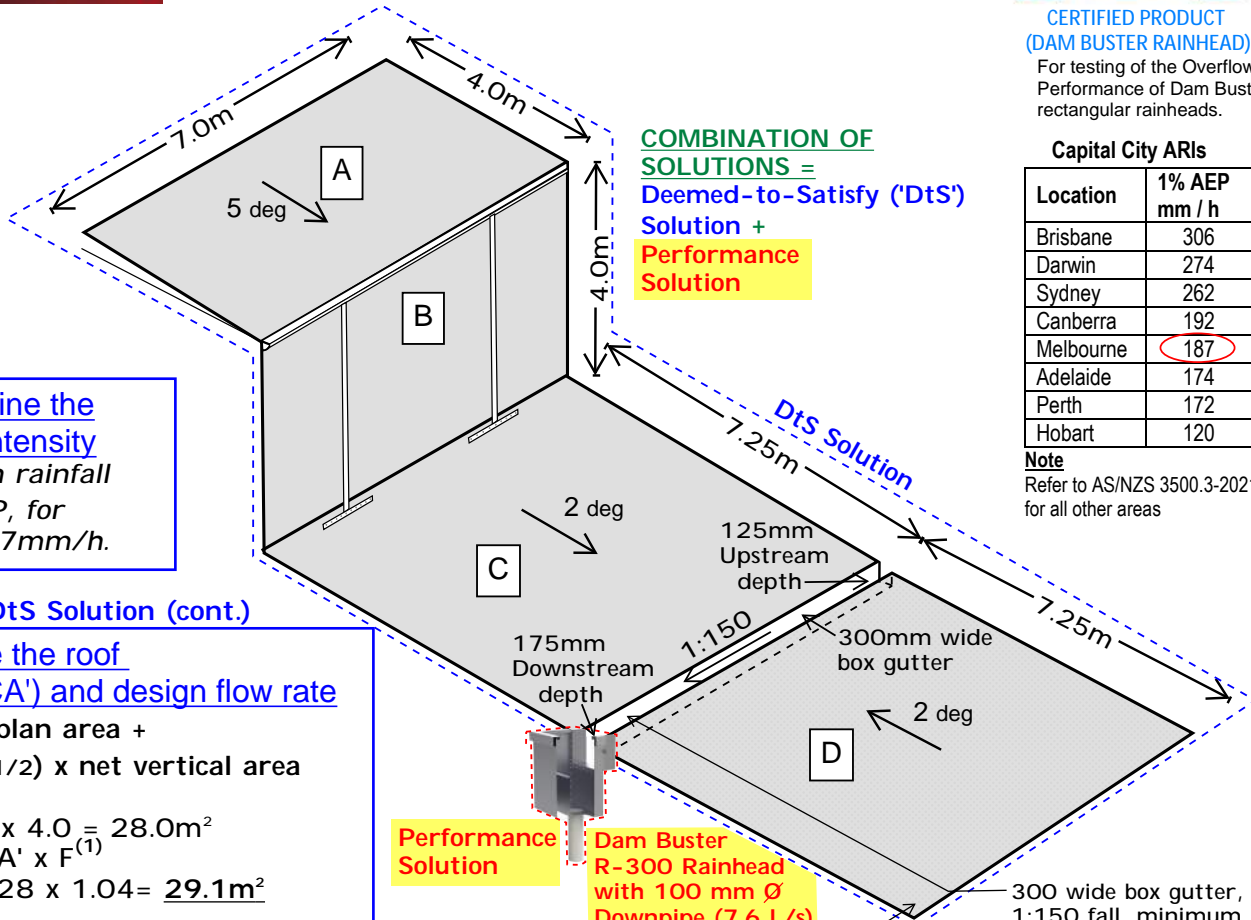 CERTIFIED PRODUCT
(DAM BUSTER RAINHEAD)
For testing of the Overflow
Performance of Dam Bust
rectangular rainheads.
Capital City ARIs
Location 1% AEP mm / h
Brisbane 306
Darwin 274
Sydney 262
Canberra 192
Melbourne 187
Adelaide 174
Perth 172
Hobart 120
Note
Refer to AS/NZS 3500.3-2021
for all other areas
COMBINATION OF
SOLUTIONS =
Deemed-to-Satisfy ('DtS')
Solution +
Performance
Solution
7.0m
4.0m
A
5 deg
4.0m
B
ine the
ntensity
n rainfall
P, for
7mm/h.
DtS Solution
7.25m
2 deg
C
125mm
Upstream
depth
7.25m
1:150
300mm wide
box gutter
175mm
Downstream
depth
2 deg
D
DtS Solution (cont.)
e the roof
CA') and design flow rate
plan area +
1/2) x net vertical area
x 4.0 = 28.0m²
A' x F(1)
28 x 1.04= 29.1m²
Performance
Solution
Dam Buster
R-300 Rainhead
with 100 mm Ø
Downpipe (7.6 L/s)
300 wide box gutter,
1:150 fall, minimum